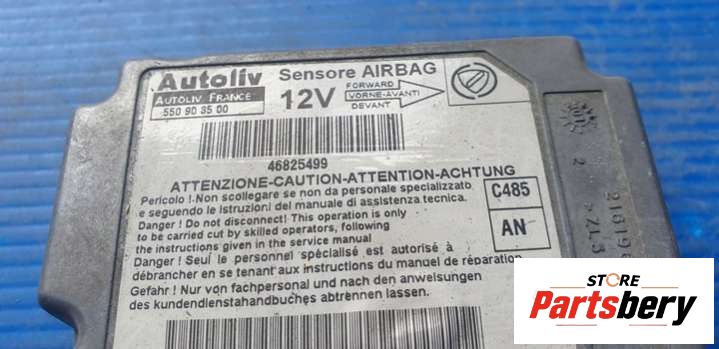 Autoliv
AUTOLIV FRANCE
550 90 35 00
Sensore AIRBAG
12V
FORWARD
VORNE-AVANTI
DEVANT
46825499
ATTENZIONE-CAUTION-ATTENTION-ACHTUNG
Pericolo !.Non scollegare se non da personale specializzato
e seguendo le istruzioni del manuale di assistenza tecnica.
Danger ! Do not disconnect! This operation is only
to be carried out by skilled operators, following
the instructions given in the service manual
Danger ! Seul le personnel spécialisé est autorisé à
débrancher en se tenant aux instructions du manuel de réparation
Gefahr ! Nur von fachpersonal und nach den anweisungen
des kundendienstahandbuches abtrennen lassen.
C485
AN
2
STORE
Partsbery